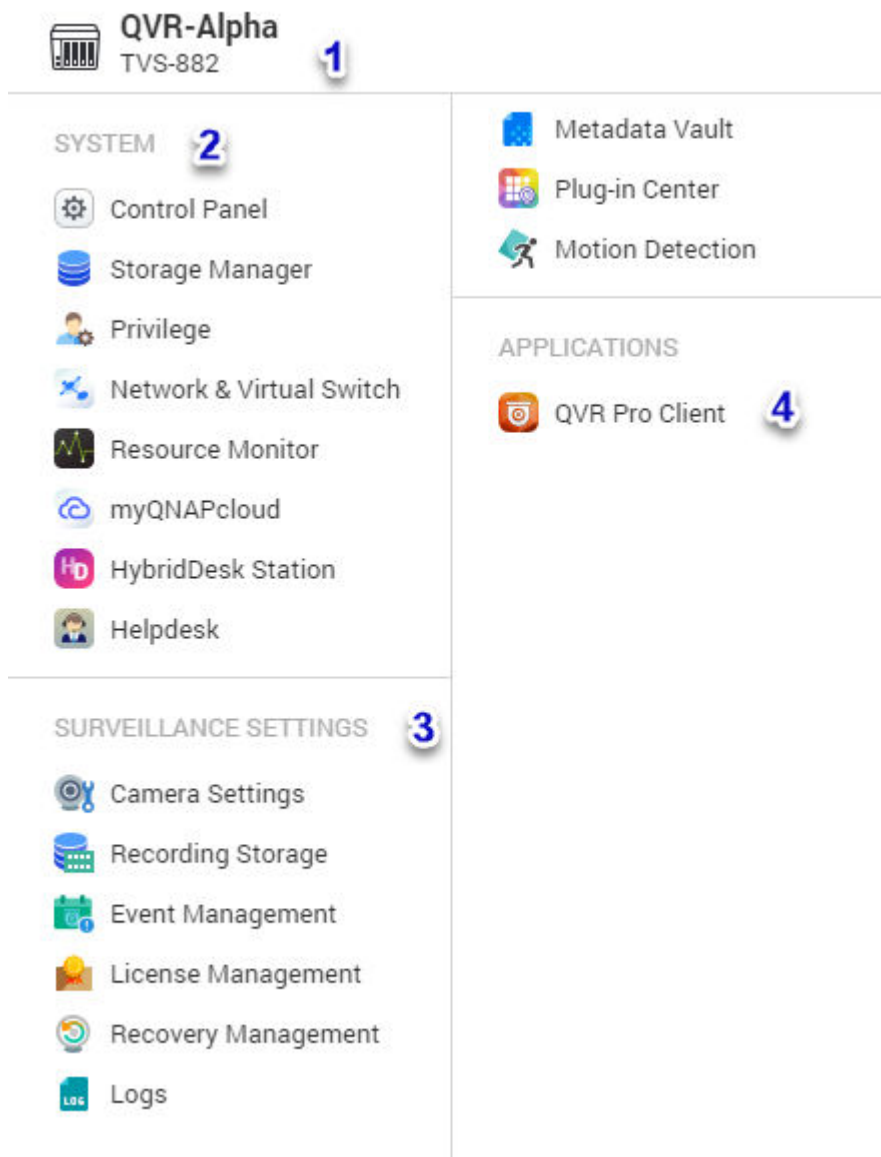 QVR-Alpha
TVS-882
1
SYSTEM 2
Control Panel
Storage Manager
Privilege
Network & Virtual Switch
Resource Monitor
myQNAPcloud
HD HybridDesk Station
Helpdesk
SURVEILLANCE SETTINGS 3
Camera Settings
Recording Storage
Event Management
License Management
Recovery Management
LOG Logs
Metadata Vault
Plug-in Center
Motion Detection
APPLICATIONS
QVR Pro Client 4